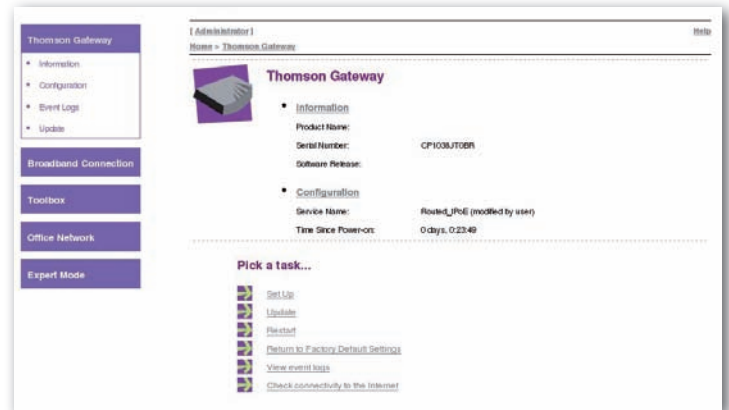 Thomson Gateway
Information
Configuration
Event Logs
Update
Broadband Connection
Toolbox
Office Network
Expert Mode
[ Administrator ]
Help
Home > Thomson Gateway
Thomson Gateway
Information
Product Name:
Serial Number: CP1038JT0BR
Software Release:
Configuration
Service Name: Routed_IPoE (modified by user)
Time Since Power-on: 0 days, 0:23:49
Pick a task...
Set Up
Update
Restart
Return to Factory Default Settings
View event logs
Check connectivity to the Internet